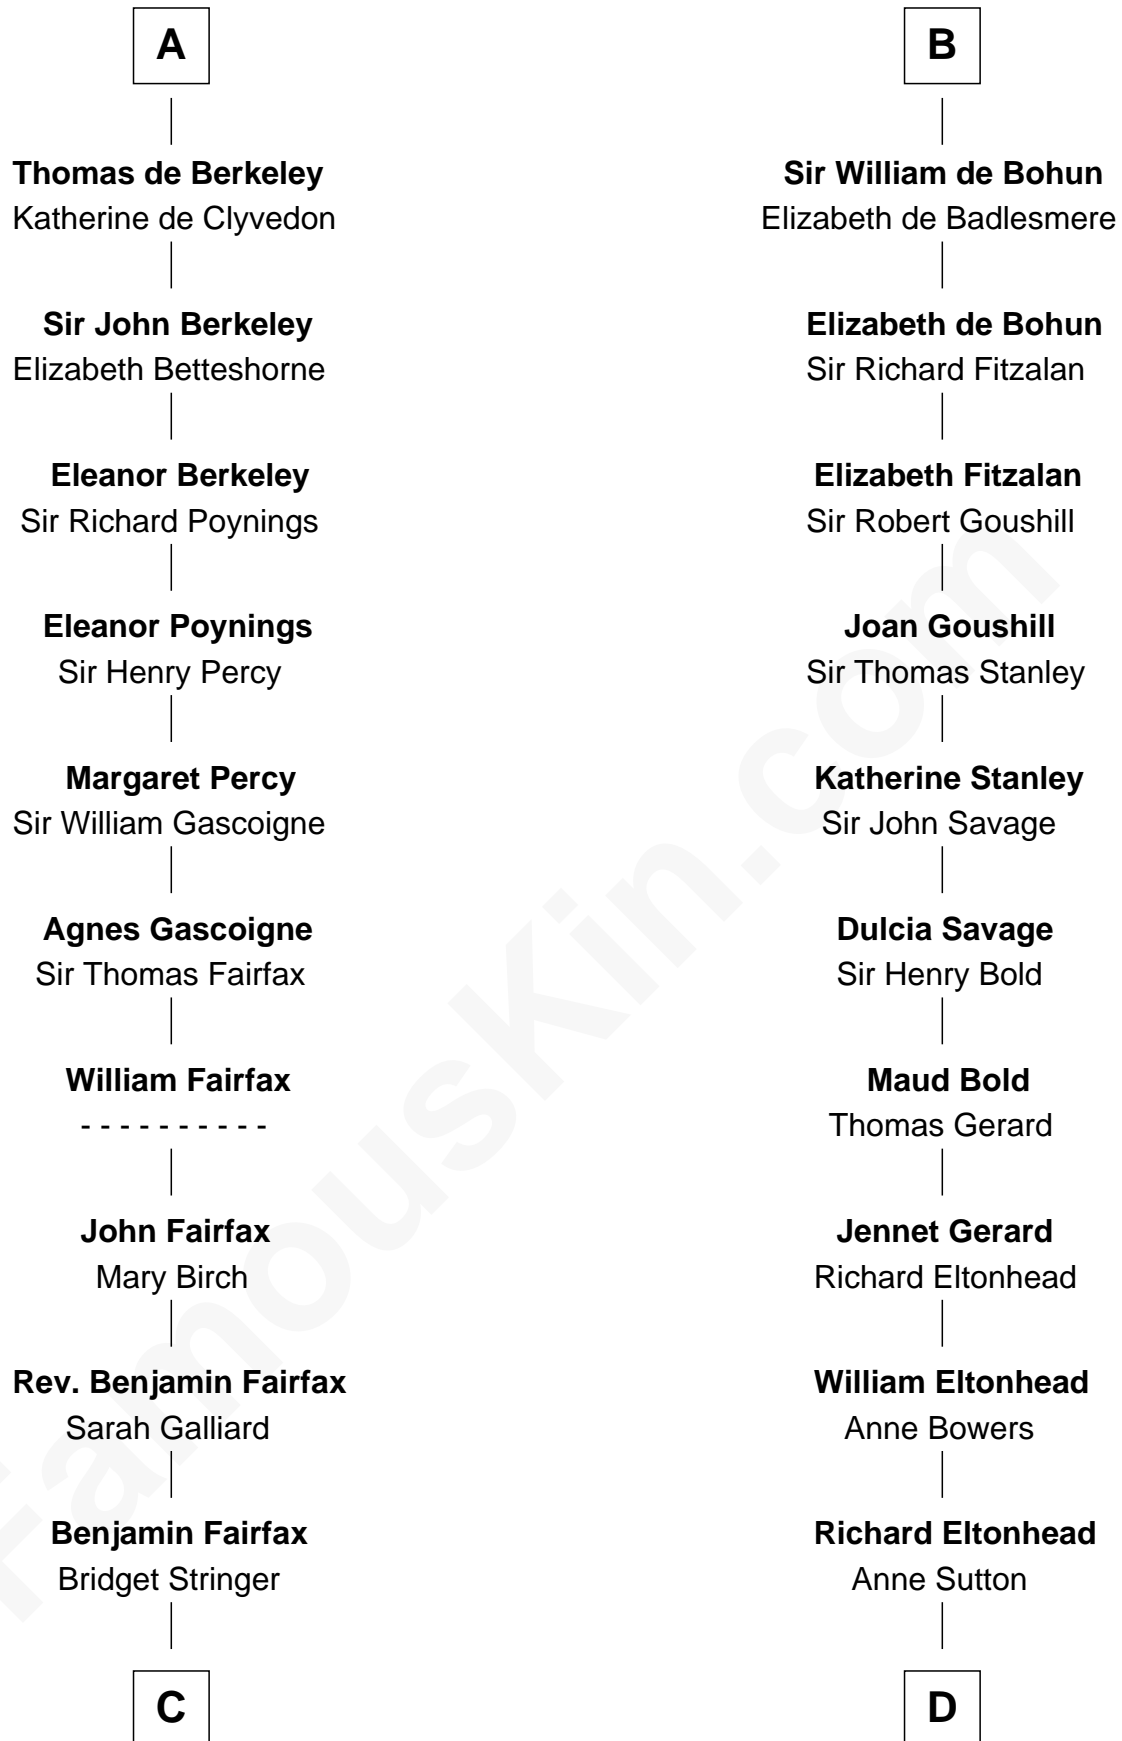 A
Thomas de Berkeley
Katherine de Clyvedon
Sir John Berkeley
Elizabeth Betteshorne
Eleanor Berkeley
Sir Richard Poynings
Eleanor Poynings
Sir Henry Percy
Margaret Percy
Sir William Gascoigne
Agnes Gascoigne
Sir Thomas Fairfax
William Fairfax
- - - - - - - - - -
John Fairfax
Mary Birch
Rev. Benjamin Fairfax
Sarah Galliard
Benjamin Fairfax
Bridget Stringer
C
B
Sir William de Bohun
Elizabeth de Badlesmere
Elizabeth de Bohun
Sir Richard Fitzalan
Elizabeth Fitzalan
Sir Robert Goushill
Joan Goushill
Sir Thomas Stanley
Katherine Stanley
Sir John Savage
Dulcia Savage
Sir Henry Bold
Maud Bold
Thomas Gerard
Jennet Gerard
Richard Eltonhead
William Eltonhead
Anne Bowers
Richard Eltonhead
Anne Sutton
D
FamousKin.com